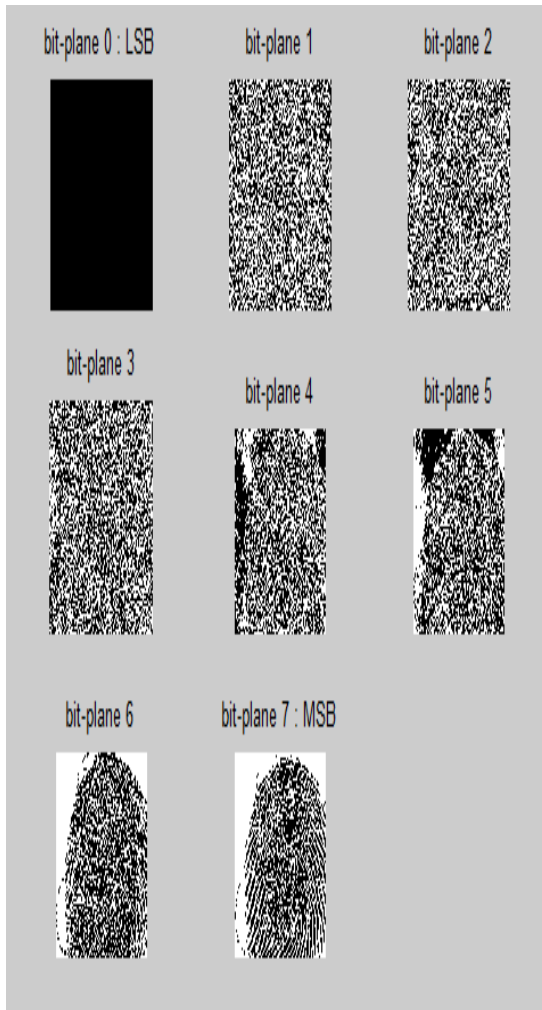 bit-plane 0 : LSB
bit-plane 1
bit-plane 2
bit-plane 3
bit-plane 4
bit-plane 5
bit-plane 6
bit-plane 7 : MSB